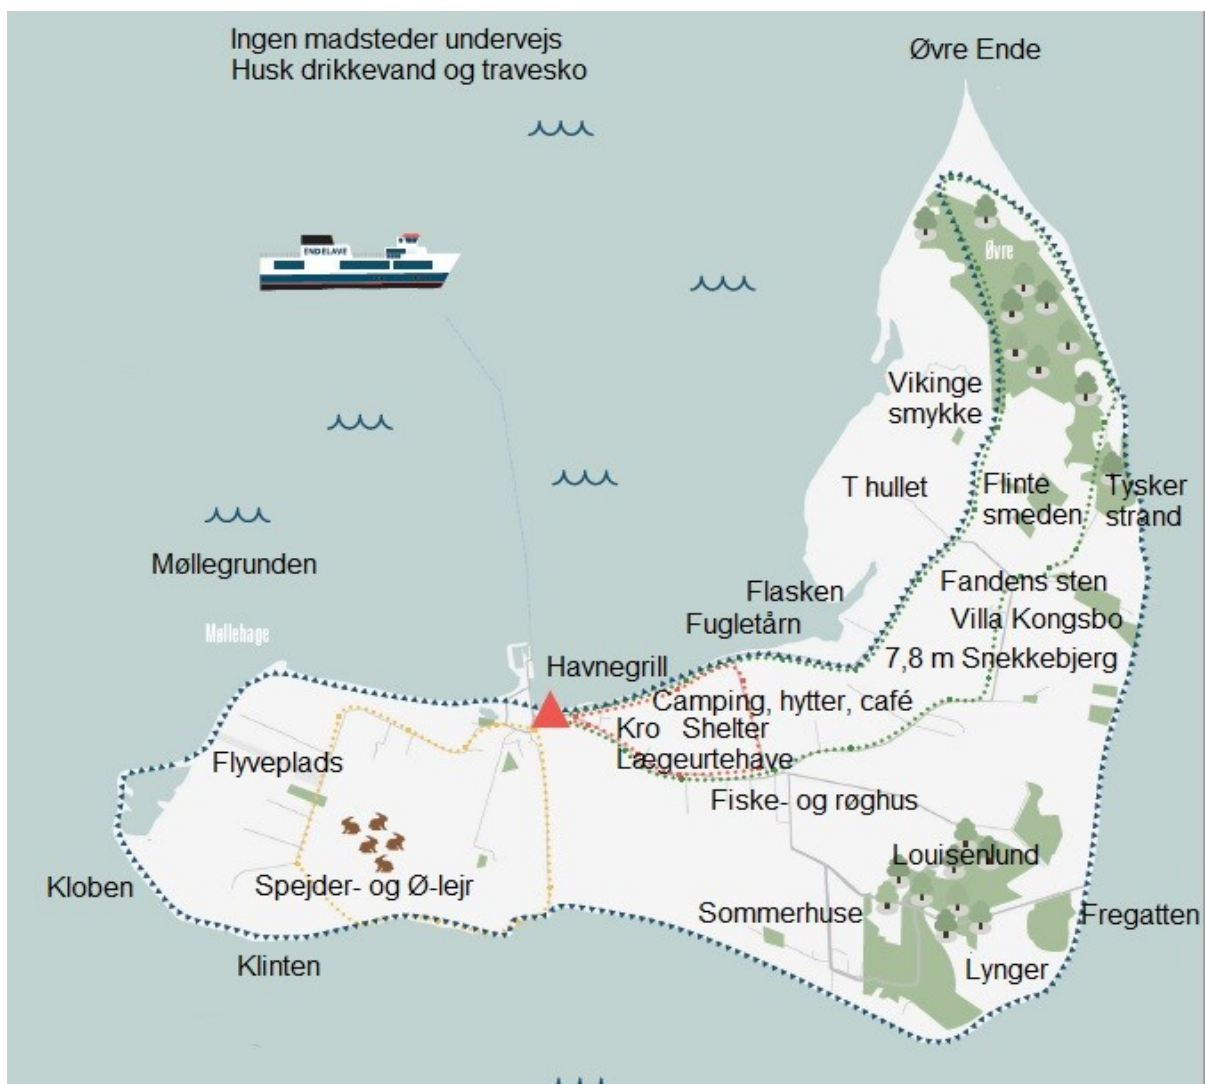 Ingen madsteder undervejs
Husk drikkevand og travesko
Øvre Ende
ENDELAVE
Øvre
Vikinge
smykke
T hullet
Flinte
smeden
Tysker
strand
Møllegrunden
Fandens sten
Flasken
Villa Kongsbo
Fugletårn
Møllehage
7,8 m Snekkebjerg
Havnegrill
Camping, hytter, café
Kro Shelter
Lægeurtehave
Flyveplads
Fiske- og røghus
Louisenlund
Kloben
Spejder- og Ø-lejr
Sommerhuse
Fregatten
Klinten
Lynger